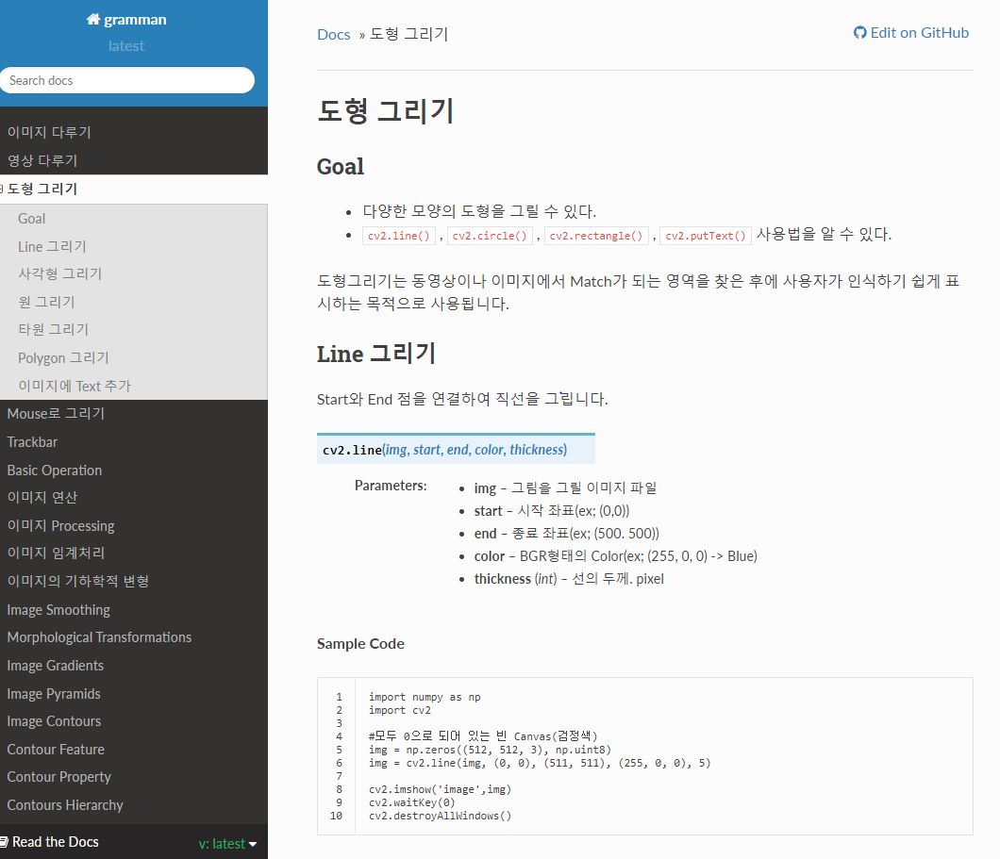 gramman
latest
Search docs
이미지 다루기
영상 다루기
도형 그리기
Goal
Line 그리기
사각형 그리기
원 그리기
타원 그리기
Polygon 그리기
이미지에 Text 추가
Mouse로 그리기
Trackbar
Basic Operation
이미지 연산
이미지 Processing
이미지 임계처리
이미지의 기하학적 변형
Image Smoothing
Morphological Transformations
Image Gradients
Image Pyramids
Image Contours
Contour Feature
Contour Property
Contours Hierarchy
Read the Docs
v: latest
Docs » 도형 그리기
Edit on GitHub
도형 그리기
Goal
• 다양한 모양의 도형을 그릴 수 있다.
• cv2.line() , cv2.circle() , cv2.rectangle() , cv2.putText() 사용법을 알 수 있다.
도형그리기는 동영상이나 이미지에서 Match가 되는 영역을 찾은 후에 사용자가 인식하기 쉽게 표
시하는 목적으로 사용됩니다.
Line 그리기
Start와 End 점을 연결하여 직선을 그립니다.
cv2.line(img, start, end, color, thickness)
Parameters:
• img – 그림을 그릴 이미지 파일
• start – 시작 좌표(ex; (0,0))
• end – 종료 좌표(ex; (500. 500))
• color – BGR형태의 Color(ex; (255, 0, 0) -> Blue)
• thickness (int) – 선의 두께. pixel
Sample Code
1 import numpy as np
2 import cv2
3
4 #모두 0으로 되어 있는 빈 Canvas(검정색)
5 img = np.zeros((512, 512, 3), np.uint8)
6 img = cv2.line(img, (0, 0), (511, 511), (255, 0, 0), 5)
7
8 cv2.imshow('image',img)
9 cv2.waitKey(0)
10 cv2.destroyAllWindows()